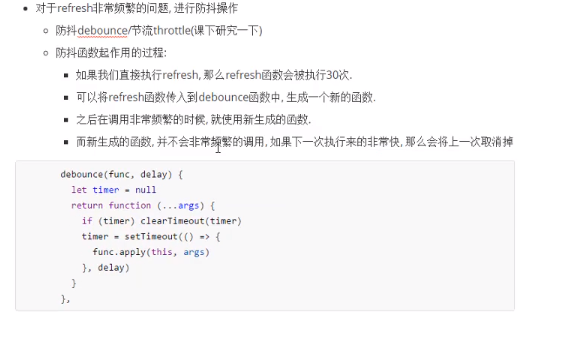 对于refresh非常频繁的问题, 进行防抖操作
防抖debounce/节流throttle(课下研究一下)
防抖函数起作用的过程:
如果我们直接执行refresh, 那么refresh函数会被执行30次.
可以将refresh函数传入到debounce函数中, 生成一个新的函数.
之后在调用非常频繁的时候, 就使用新生成的函数.
而新生成的函数, 并不会非常频繁的调用, 如果下一次执行来的非常快, 那么会将上一次取消掉
debounce(func, delay) {
let timer = null
return function (...args) {
if (timer) clearTimeout(timer)
timer = setTimeout(() => {
func.apply(this, args)
}, delay)
}
},